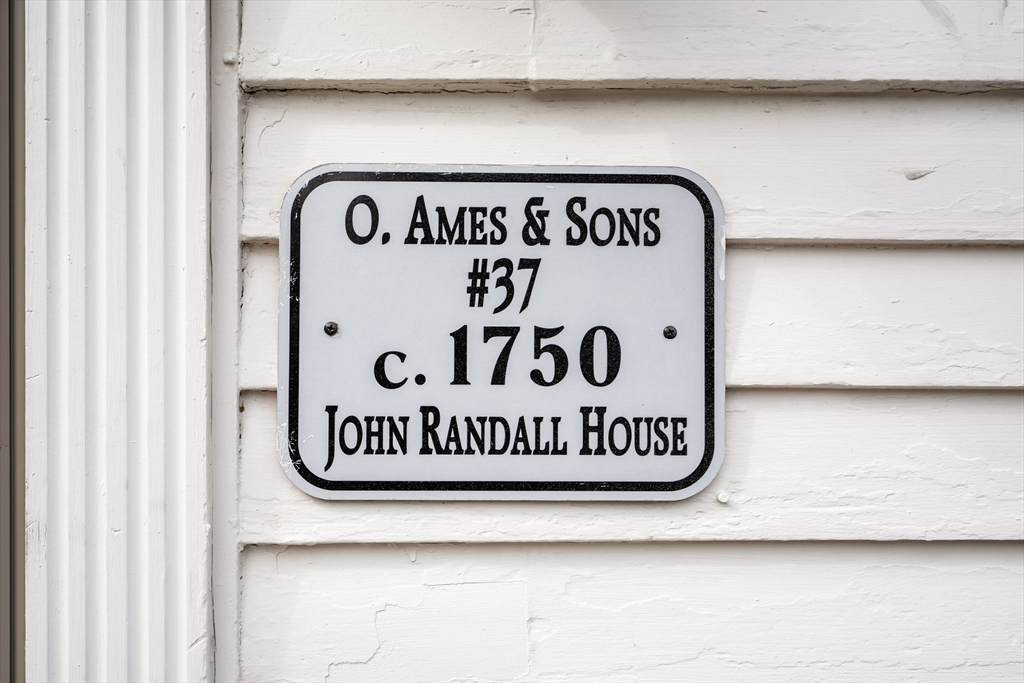 O. AMES & SONS
#37
c. 1750
JOHN RANDALL HOUSE